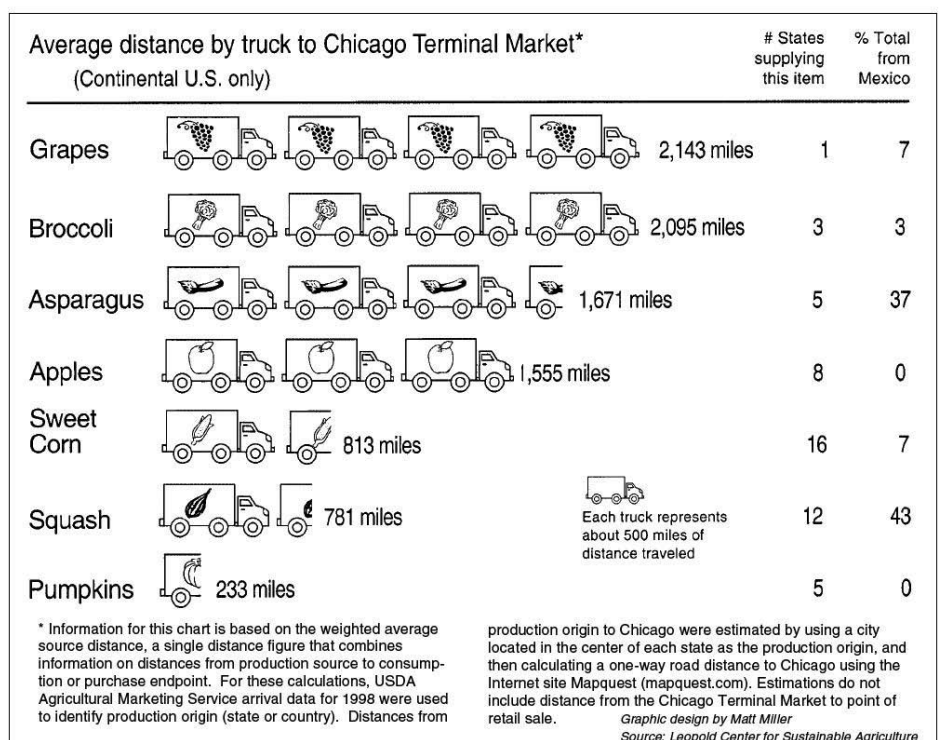 Average distance by truck to Chicago Terminal Market*
(Continental U.S. only)
# States
supplying
this item
% Total
from
Mexico
Grapes 2,143 miles 1 7
Broccoli 2,095 miles 3 3
Asparagus 1,671 miles 5 37
Apples 1,555 miles 8 0
Sweet
Corn 813 miles 16 7
Squash 781 miles 12 43
Each truck represents
about 500 miles of
distance traveled
Pumpkins 233 miles 5 0
* Information for this chart is based on the weighted average
source distance, a single distance figure that combines
information on distances from production source to consump-
tion or purchase endpoint. For these calculations, USDA
Agricultural Marketing Service arrival data for 1998 were used
to identify production origin (state or country). Distances from
production origin to Chicago were estimated by using a city
located in the center of each state as the production origin, and
then calculating a one-way road distance to Chicago using the
Internet site Mapquest (mapquest.com). Estimations do not
include distance from the Chicago Terminal Market to point of
retail sale. Graphic design by Matt Miller
Source: Leopold Center for Sustainable Agriculture